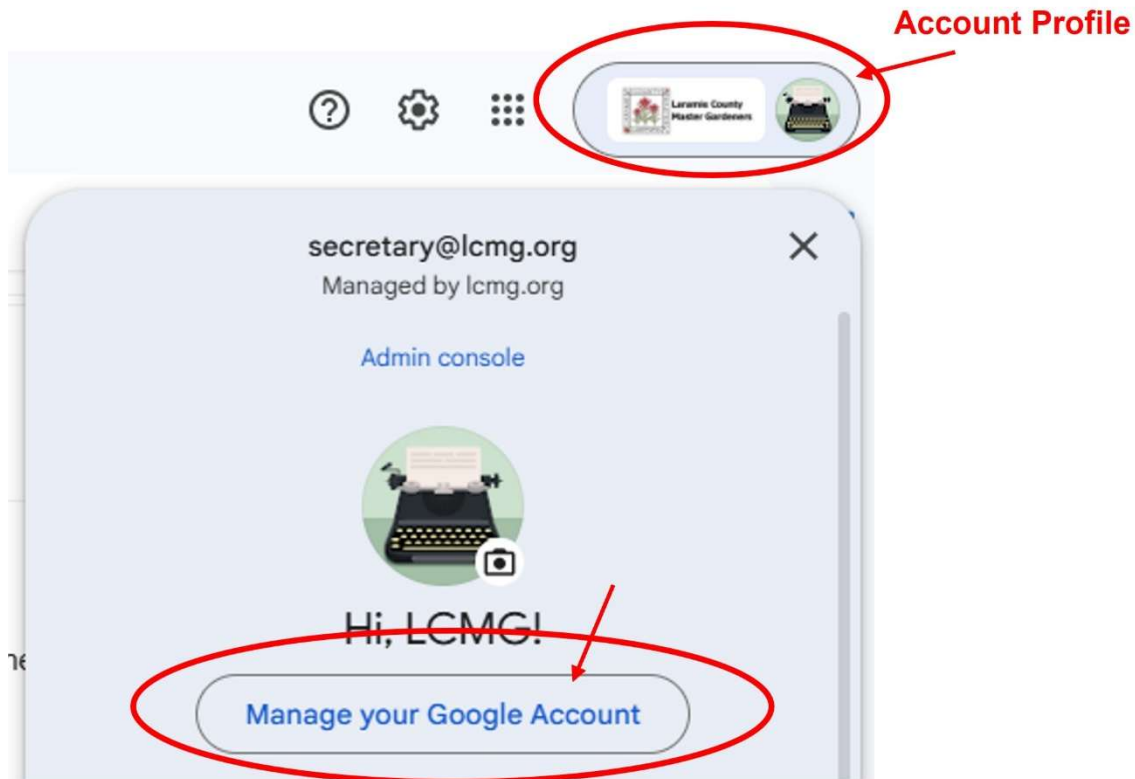 Account Profile
Laramie County
Master Gardeners
secretary@lcmg.org
Managed by lcmg.org
Admin console
Hi, LCMG!
Manage your Google Account